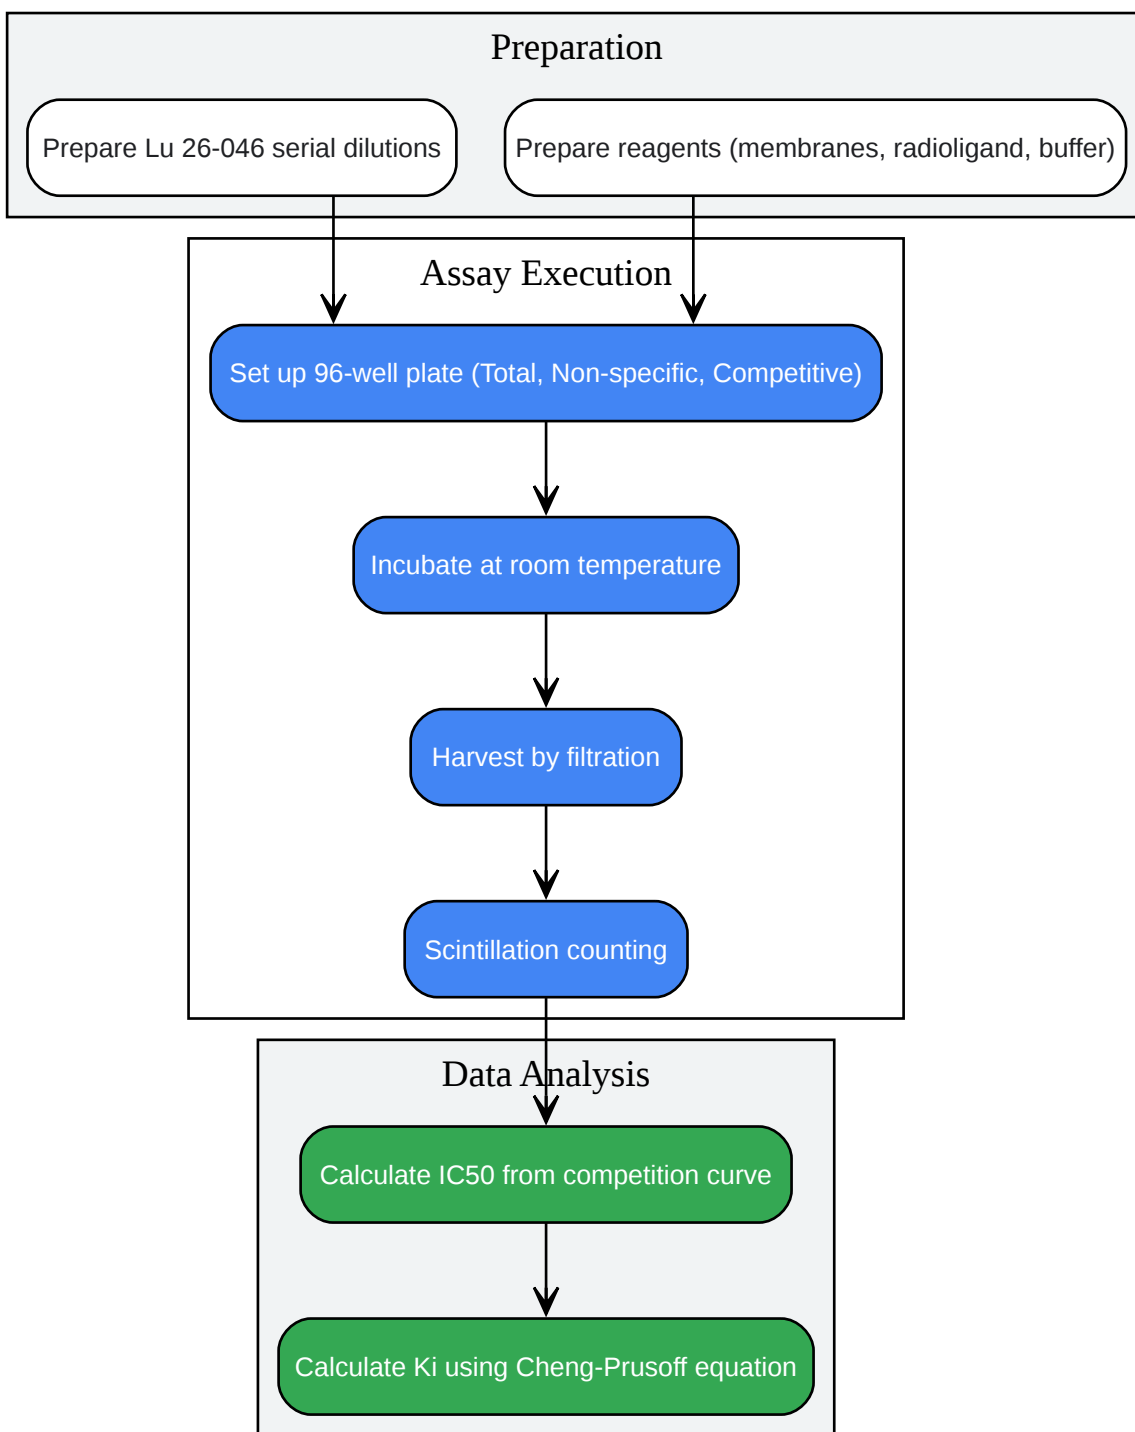 Preparation
Prepare Lu 26-046 serial dilutions
Prepare reagents (membranes, radioligand, buffer)
Assay Execution
Set up 96-well plate (Total, Non-specific, Competitive)
Incubate at room temperature
Harvest by filtration
Scintillation counting
Data Analysis
Calculate IC50 from competition curve
Calculate Ki using Cheng-Prusoff equation